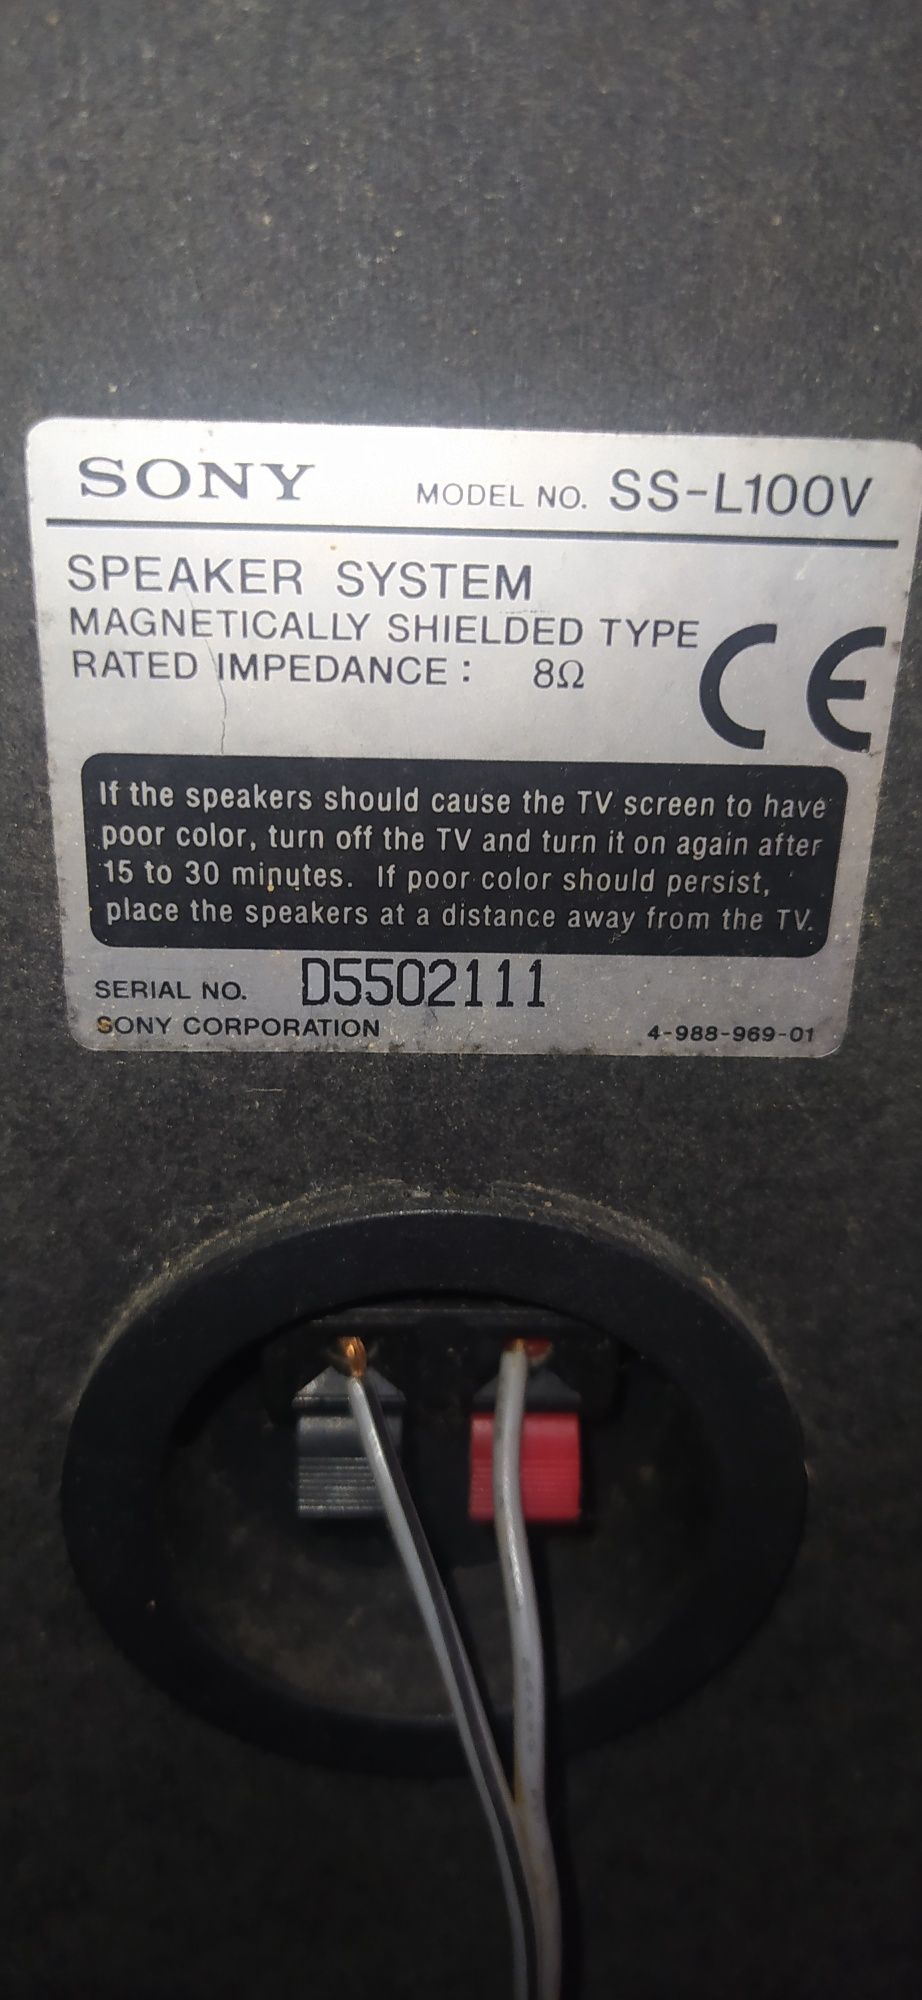 SONY MODEL NO. SS-L100V
SPEAKER SYSTEM
MAGNETICALLY SHIELDED TYPE
RATED IMPEDANCE : 8Ω
CE
If the speakers should cause the TV screen to have
poor color, turn off the TV and turn it on again after
15 to 30 minutes. If poor color should persist,
place the speakers at a distance away from the TV.
SERIAL NO. D5502111
SONY CORPORATION 4-988-969-01